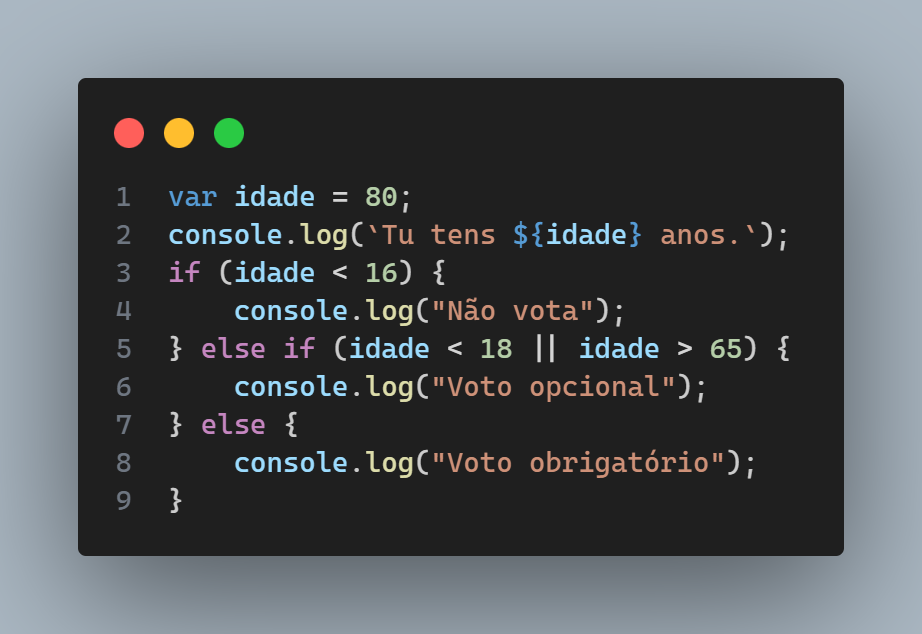 1 var idade = 80;
2 console.log(`Tu tens ${idade} anos.`);
3 if (idade < 16) {
4     console.log("Não vota");
5 } else if (idade < 18 || idade > 65) {
6     console.log("Voto opcional");
7 } else {
8     console.log("Voto obrigatório");
9 }